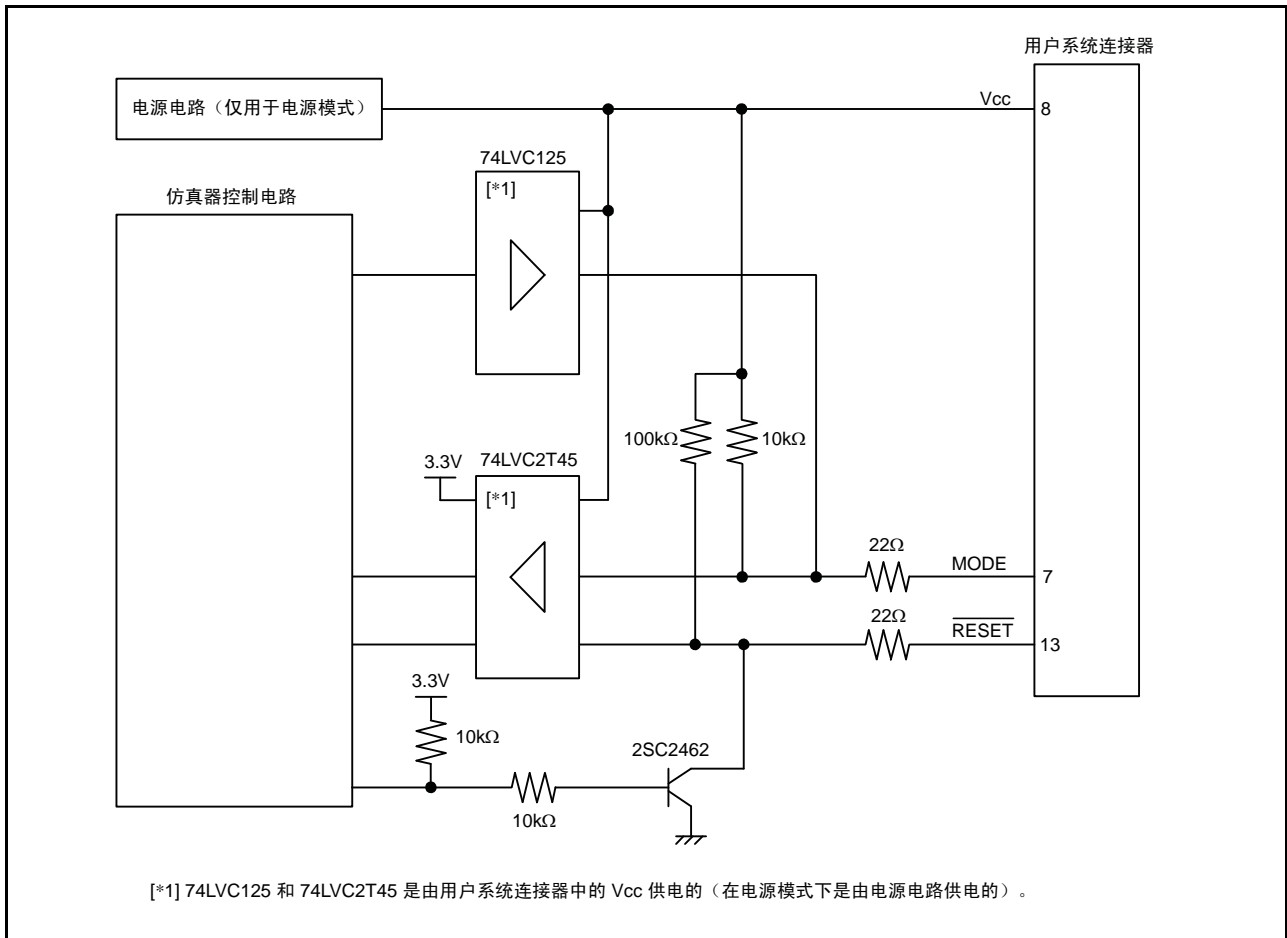 用户系统连接器
电源电路（仅用于电源模式）
Vcc
8
74LVC125
[*1]
仿真器控制电路
100kΩ
10kΩ
3.3V
74LVC2T45
[*1]
22Ω
MODE
7
22Ω
RESET
13
3.3V
10kΩ
2SC2462
10kΩ
[*1] 74LVC125 和 74LVC2T45 是由用户系统连接器中的 Vcc 供电的（在电源模式下是由电源电路供电的）。